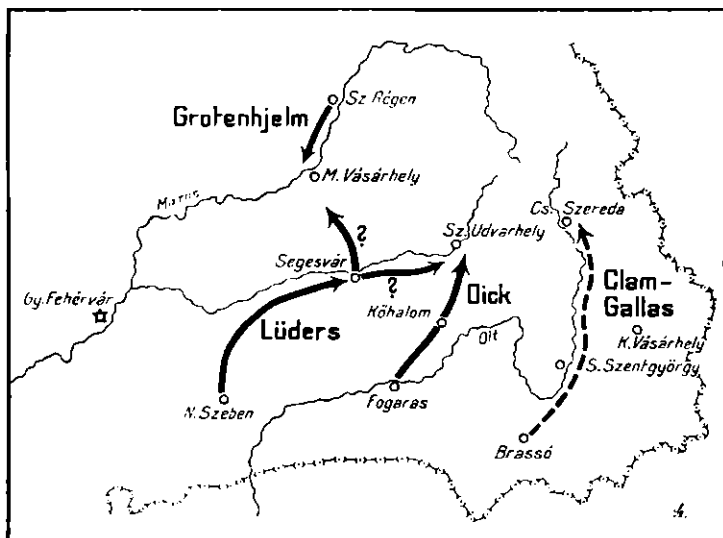 Sz Régen
Grotenhjelm
M. Vásárhely
Maros
Cs. Szereda
?
Sz. Udvarhely
Segesvár
Gy. Fehérvár
?
Clam-
Gallas
Lüders
Kőhalom
Dick
K. Vásárhely
Olt
S. Szentgyörgy
N. Szeben
Fogaras
Brassó
4.